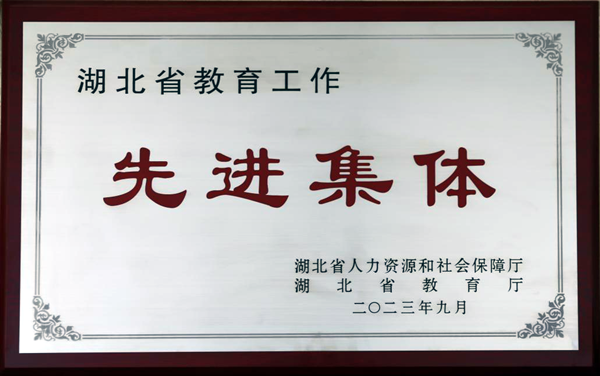 湖北省教育工作
先进集体
湖北省人力资源和社会保障厅
湖北省教育厅
二〇二三年九月